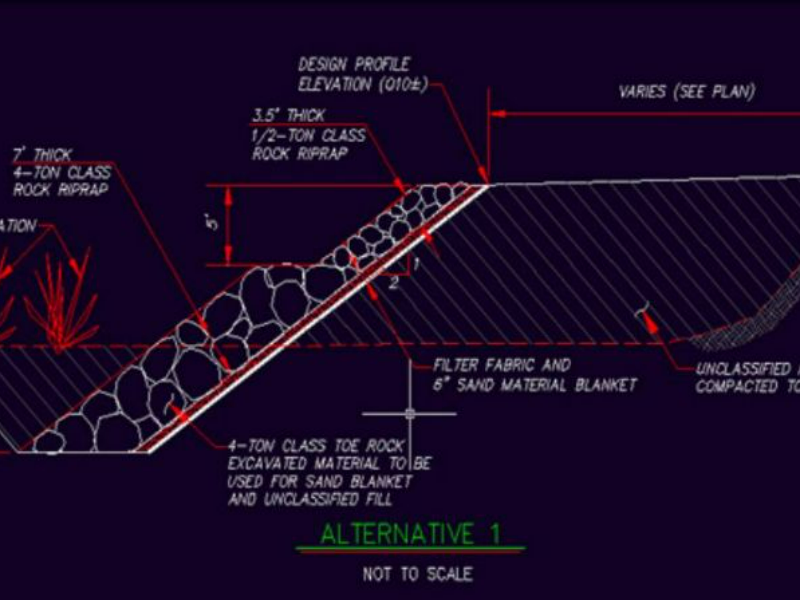 DESIGN PROFILE
ELEVATION (Q10±)
VARIES (SEE PLAN)
3.5' THICK
1/2-TON CLASS
ROCK RIPRAP
7' THICK
4-TON CLASS
ROCK RIPRAP
ATION
5'
1
2
FILTER FABRIC AND
6" SAND MATERIAL BLANKET
UNCLASSIFIED
COMPACTED TO
4-TON CLASS TOE ROCK
EXCAVATED MATERIAL TO BE
USED FOR SAND BLANKET
AND UNCLASSIFIED FILL
ALTERNATIVE 1
NOT TO SCALE